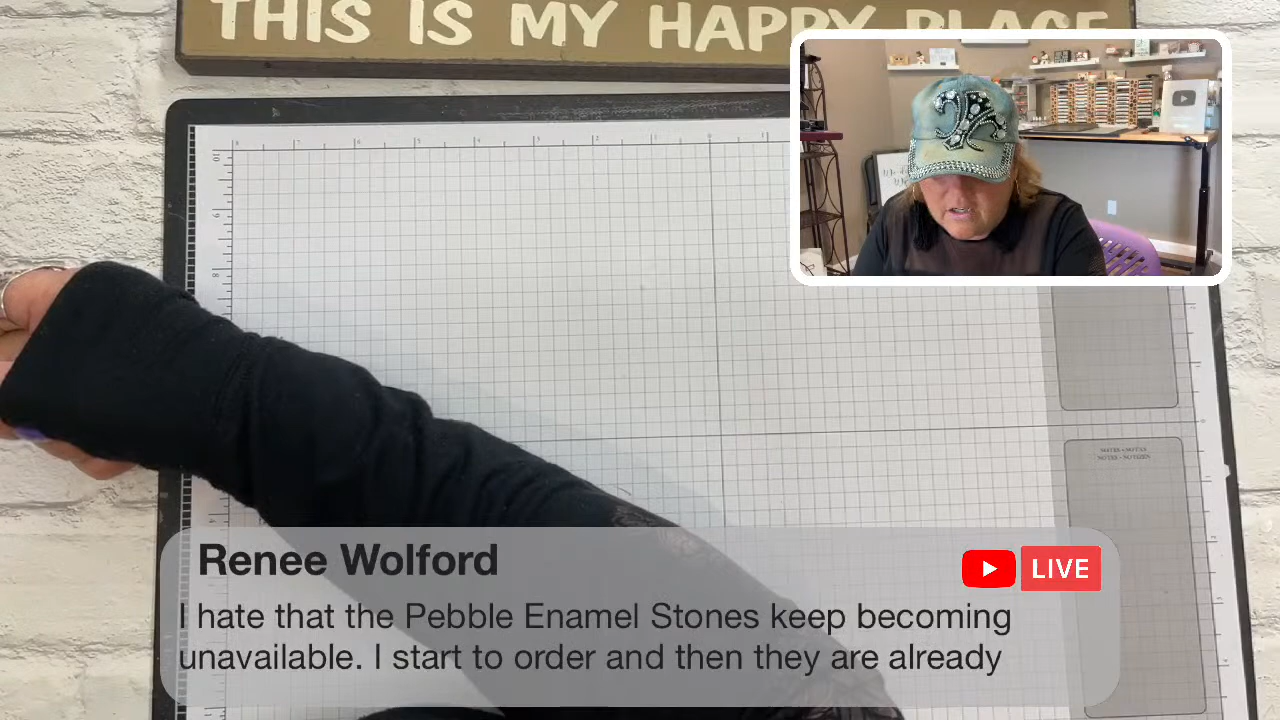 THIS IS MY HAPPY PLACE
Renee Wolford
LIVE
I hate that the Pebble Enamel Stones keep becoming
unavailable. I start to order and then they are already